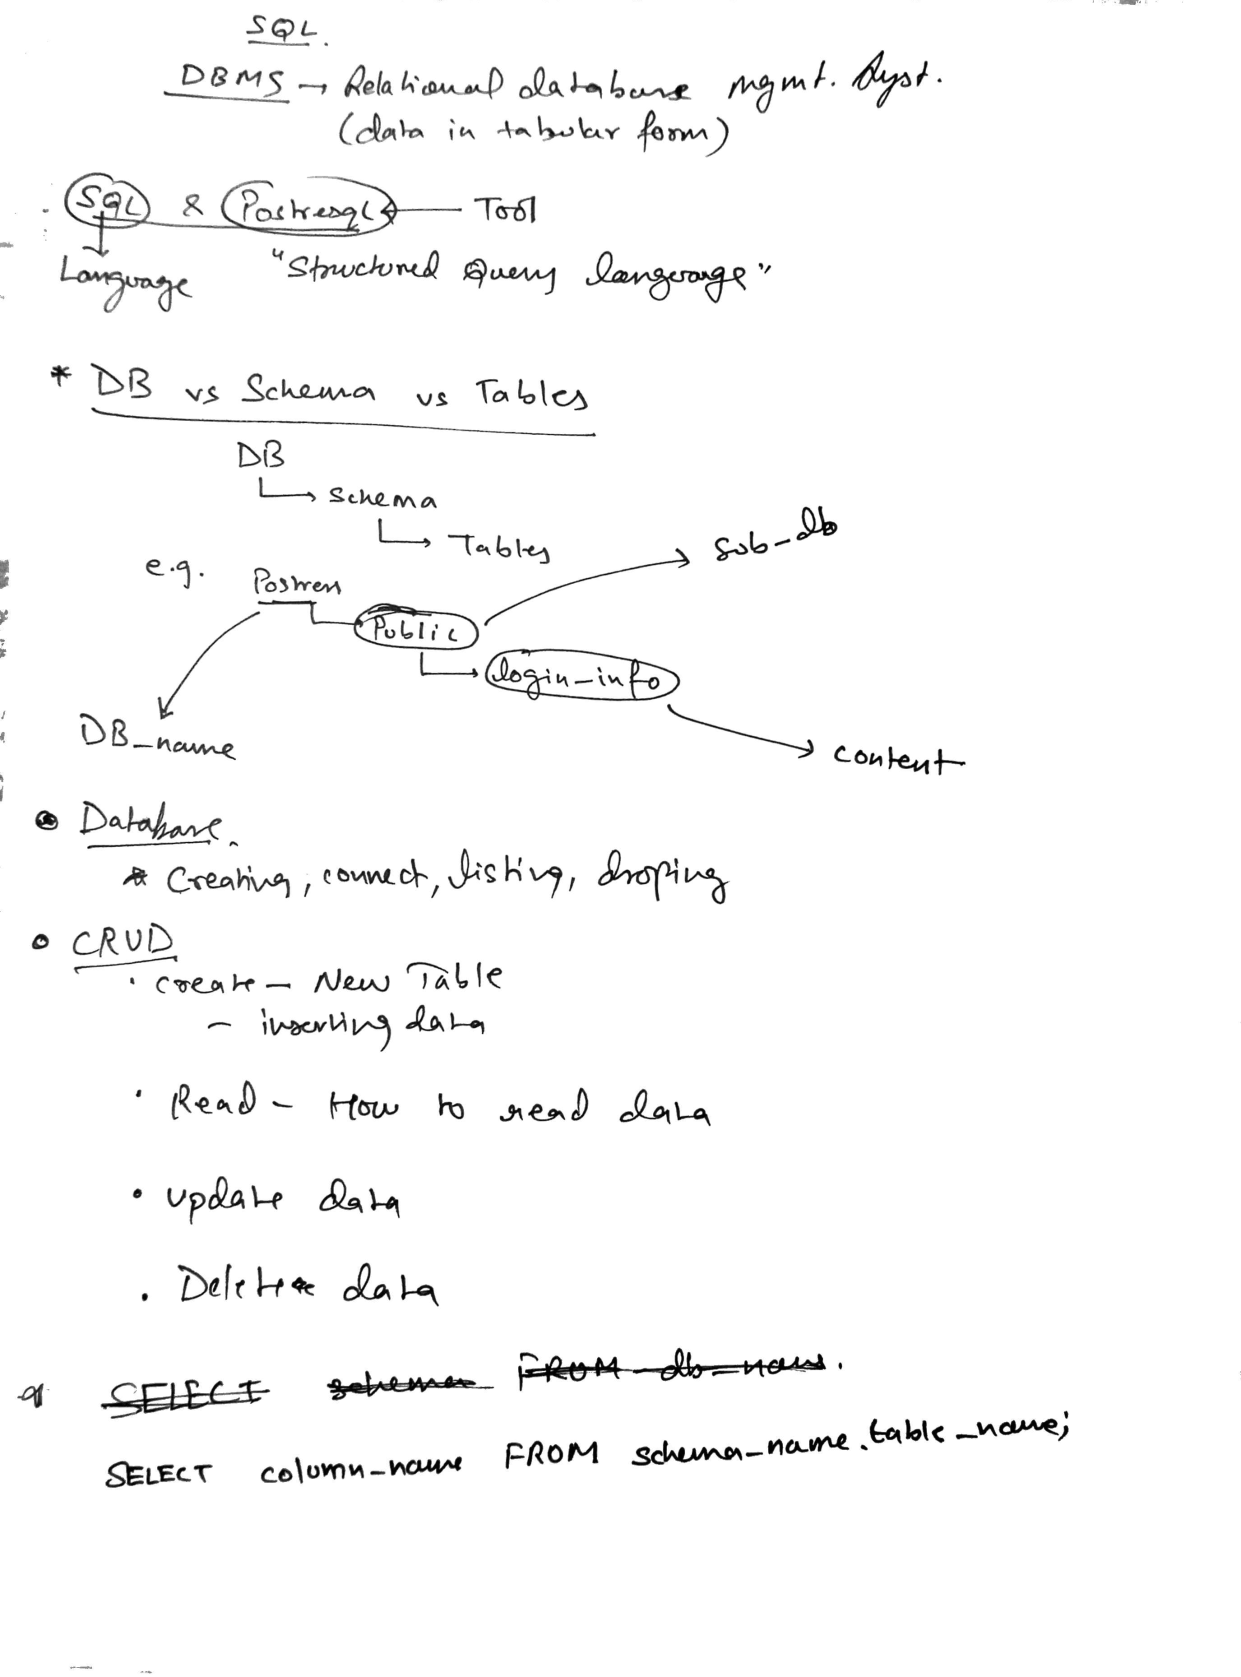 SQL.
DBMS → Relational database mgmt. Syst.
(data in tabular form)
SQL & Postresql ← Tool
Language "Structured Query language"
* DB vs Schema vs Tables
DB
→ schema
→ Tables
sub-db
e.g. Postres
Public
login-info
DB_name
content
Database.
* Creating, connect, listing, droping
CRUD
· create - New Table
- inserting data
· Read - How to read data
· update data
· Delete data
SELECT schema FROM db-name.
SELECT column-name FROM schema-name.table_name;